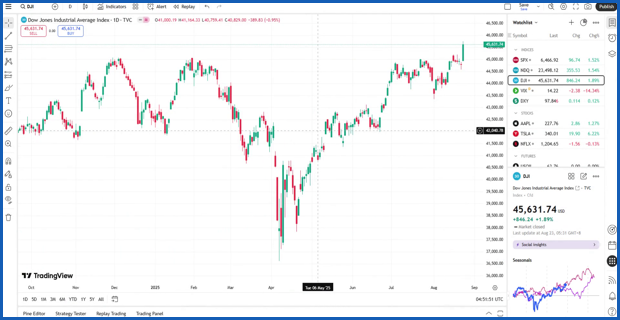 DJI
D
Indicators
Alert
Replay
Save
Publish
Dow Jones Industrial Average Index · 1D · TVC
45,631.74
SELL
45,631.74
BUY
46,500.00
46,000.00
45,631.74
45,000.00
44,500.00
44,000.00
43,500.00
43,000.00
42,500.00
42,040.78
41,500.00
41,000.00
40,500.00
40,000.00
39,500.00
39,000.00
38,500.00
38,000.00
37,500.00
37,000.00
36,500.00
36,000.00
TradingView
Oct
Nov
Dec
2025
Feb
Mar
Apr
Tue 06 May '25
Jun
Jul
Aug
Sep
1D 5D 1M 3M 6M YTD 1Y 5Y All
Pine Editor Strategy Tester Replay Trading Trading Panel
Watchlist
Symbol Last Chg Chg%
INDICES
SPX 6,466.92 96.74 1.52%
NDQ 23,498.12 355.53 1.54%
DJI 45,631.74 846.24 1.89%
VIX 14.22
DXY 0.12%
STOCKS
AAPL 227.76 2.86 1.27%
TSLA 340.01 19.90 6.22%
NFLX 1,204.65 -1.56 -0.13%
FUTURES
DJI
Dow Jones Industrial Average Index · TVC
45,631.74 USD
+846.24 +1.89%
Market closed
Social Insights
Seasonals